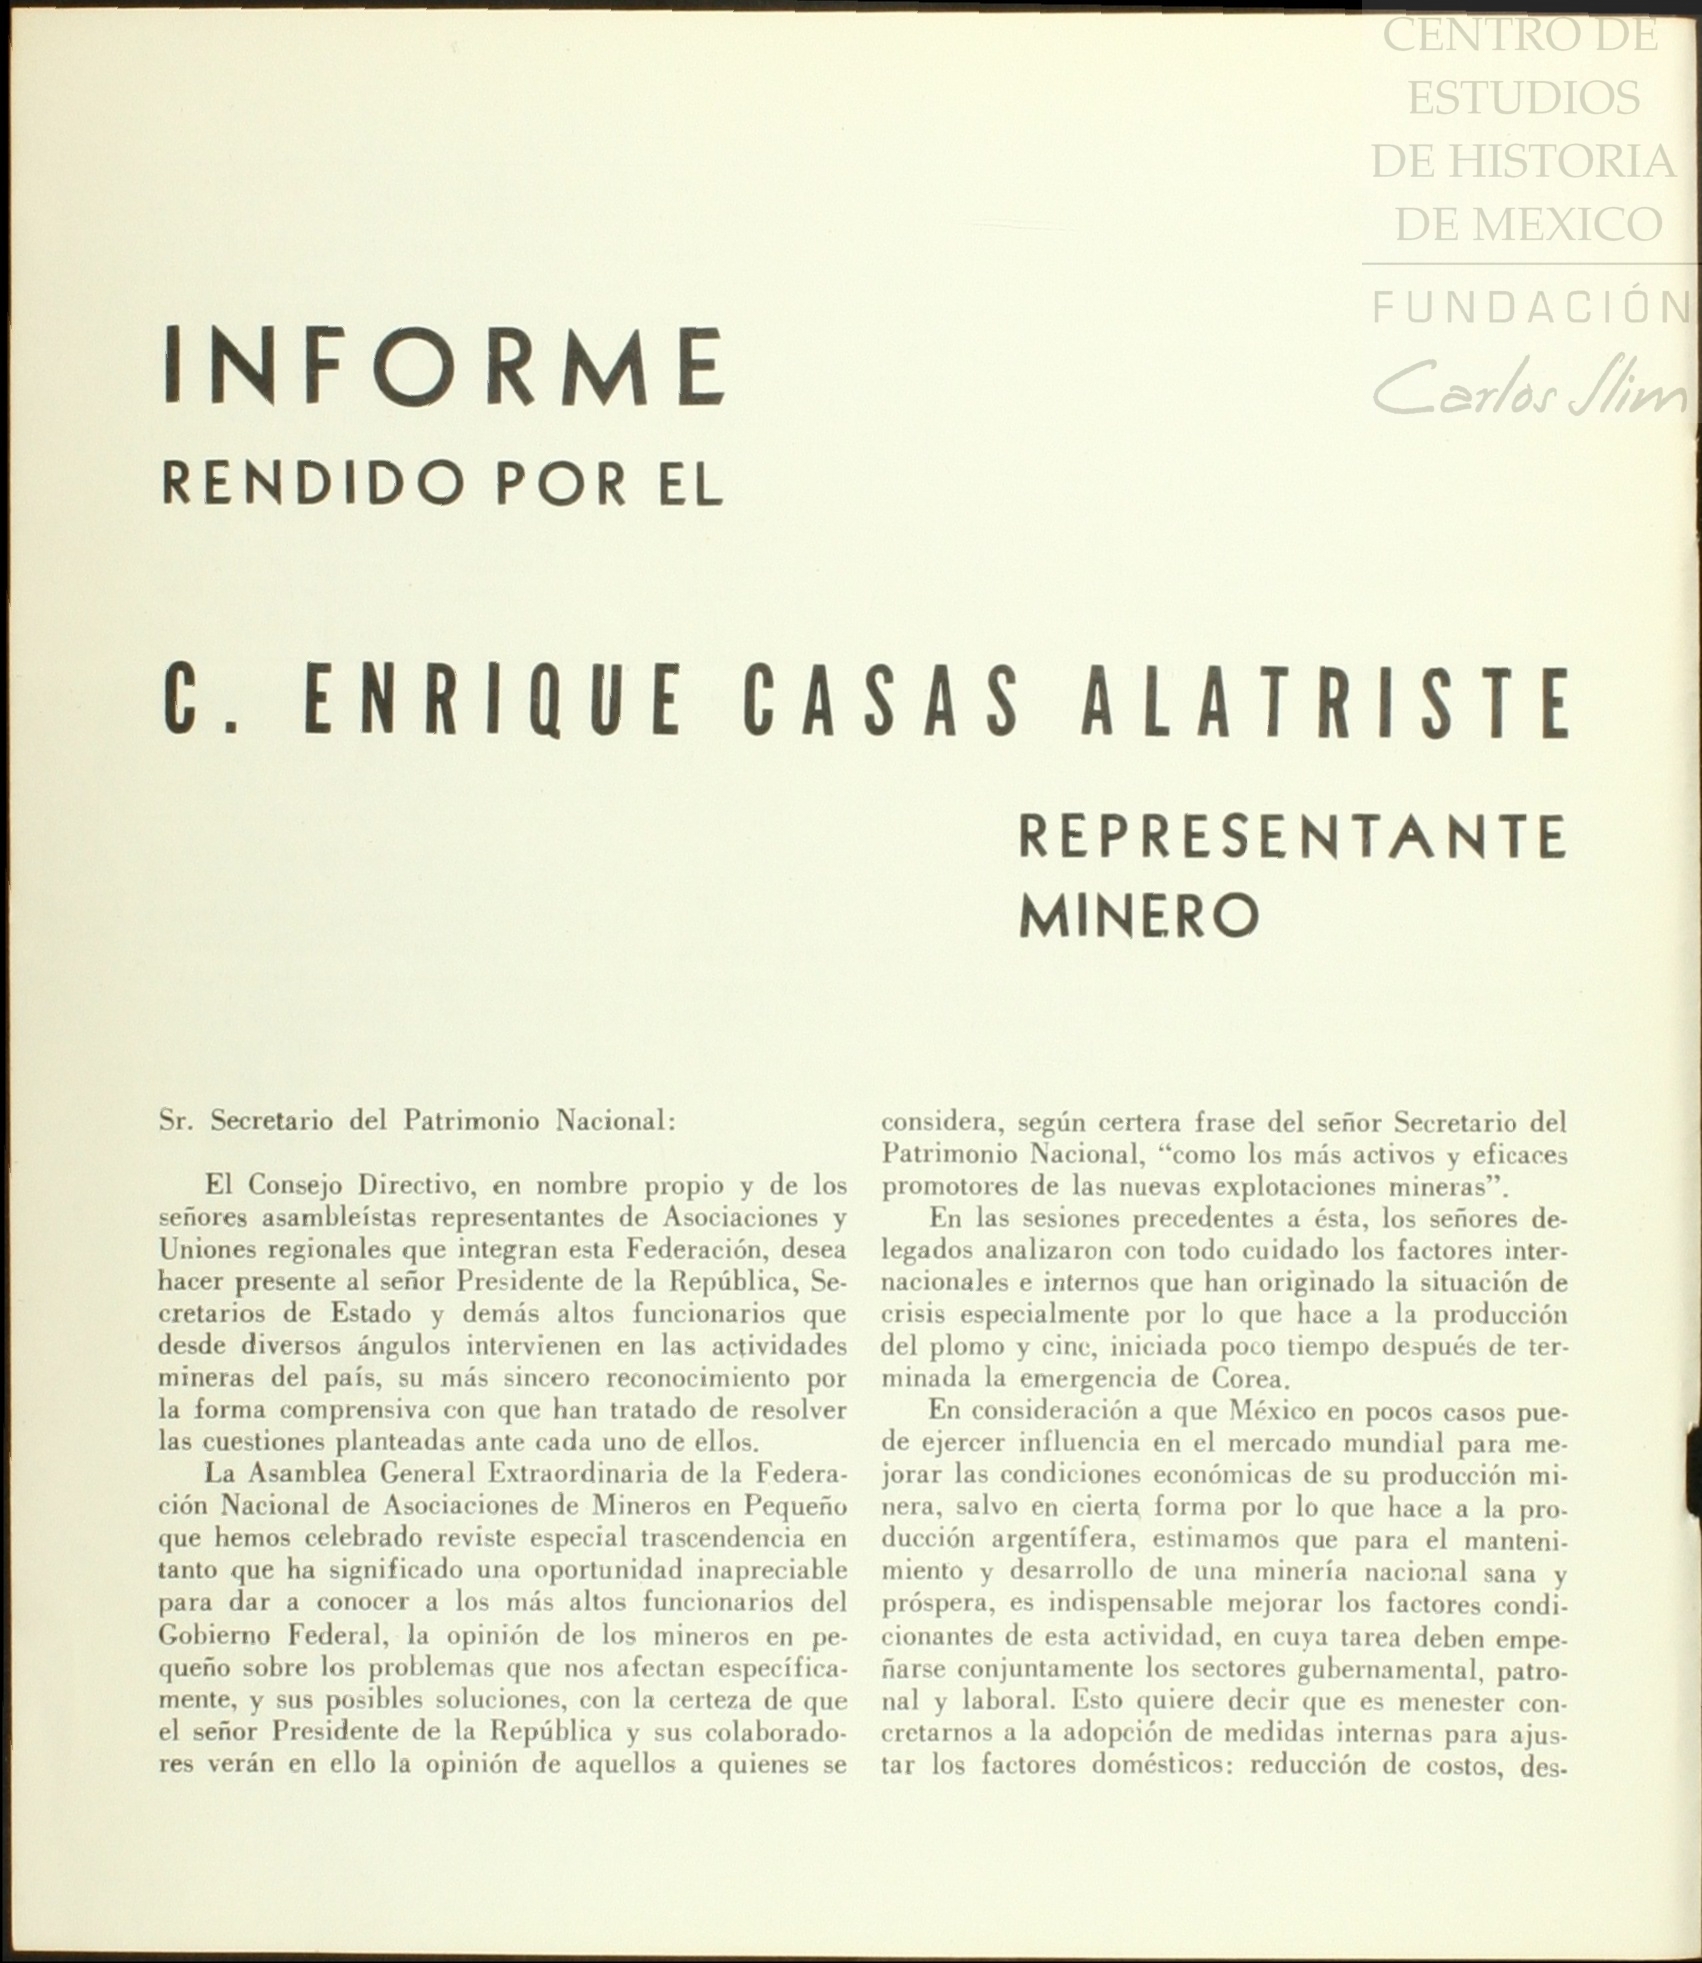 CENTRO DE
ESTUDIOS
DE HISTORIA
DE MEXICO
FUNDACIÓN
Carlos Slim
INFORME
RENDIDO POR EL
C. ENRIQUE CASAS ALATRISTE
REPRESENTANTE
MINERO
Sr. Secretario del Patrimonio Nacional:
El Consejo Directivo, en nombre propio y de los
señores asambleístas representantes de Asociaciones y
Uniones regionales que integran esta Federación, desea
hacer presente al señor Presidente de la República, Se-
cretarios de Estado y demás altos funcionarios que
desde diversos ángulos intervienen en las actividades
mineras del país, su más sincero reconocimiento por
la forma comprensiva con que han tratado de resolver
las cuestiones planteadas ante cada uno de ellos.
La Asamblea General Extraordinaria de la Federa-
ción Nacional de Asociaciones de Mineros en Pequeño
que hemos celebrado reviste especial trascendencia en
tanto que ha significado una oportunidad inapreciable
para dar a conocer a los más altos funcionarios del
Gobierno Federal, la opinión de los mineros en pe-
queño sobre los problemas que nos afectan específica-
mente, y sus posibles soluciones, con la certeza de que
el señor Presidente de la República y sus colaborado-
res verán en ello la opinión de aquellos a quienes se
considera, según certera frase del señor Secretario del
Patrimonio Nacional, “como los más activos y eficaces
promotores de las nuevas explotaciones mineras”.
En las sesiones precedentes a ésta, los señores de-
legados analizaron con todo cuidado los factores inter-
nacionales e internos que han originado la situación de
crisis especialmente por lo que hace a la producción
del plomo y cinc, iniciada poco tiempo después de ter-
minada la emergencia de Corea.
En consideración a que México en pocos casos pue-
de ejercer influencia en el mercado mundial para me-
jorar las condiciones económicas de su producción mi-
nera, salvo en cierta forma por lo que hace a la pro-
ducción argentífera, estimamos que para el manteni-
miento y desarrollo de una minería nacional sana y
próspera, es indispensable mejorar los factores condi-
cionantes de esta actividad, en cuya tarea deben empe-
ñarse conjuntamente los sectores gubernamental, patro-
nal y laboral. Esto quiere decir que es menester con-
cretarnos a la adopción de medidas internas para ajus-
tar los factores domésticos: reducción de costos, des-